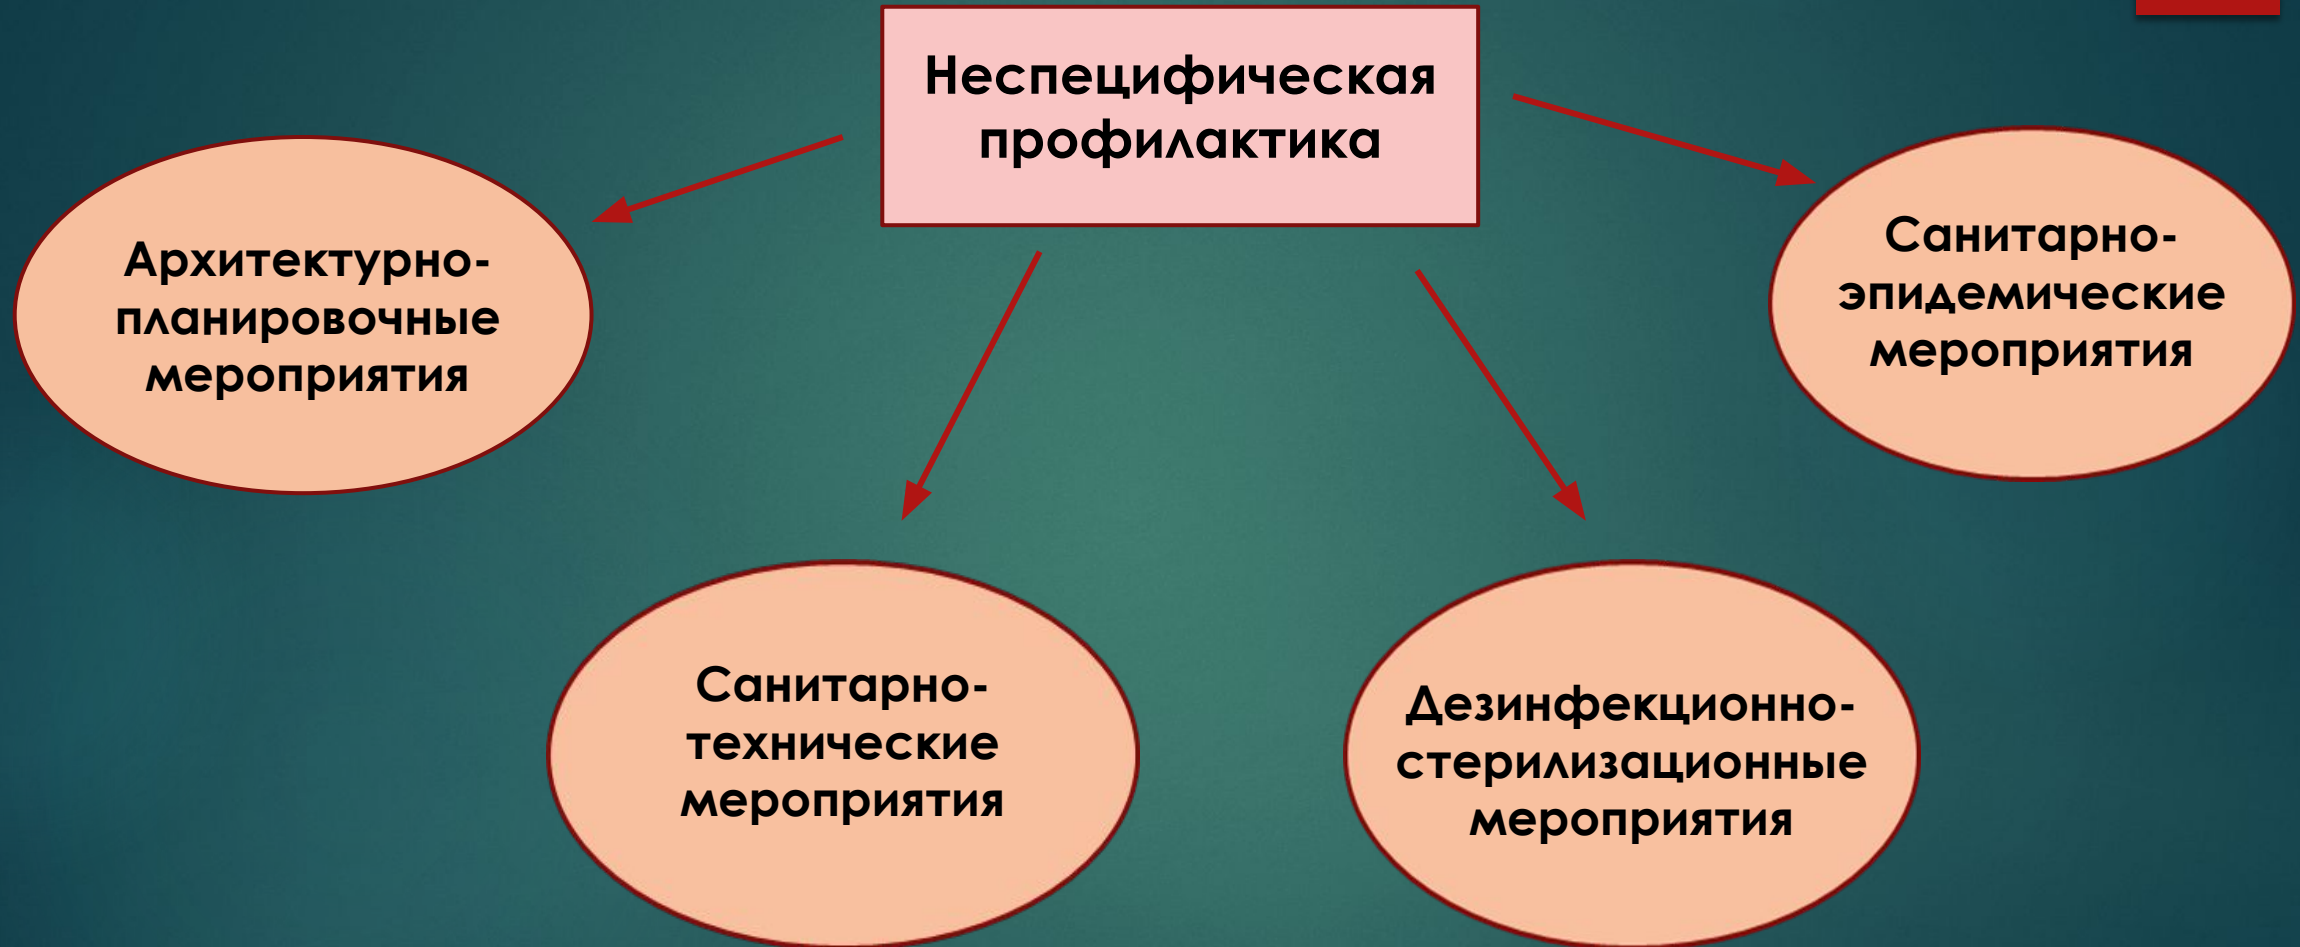 Неспецифическая
профилактика
Архитектурно-
планировочные
мероприятия
Санитарно-
эпидемические
мероприятия
Санитарно-
технические
мероприятия
Дезинфекционно-
стерилизационные
мероприятия